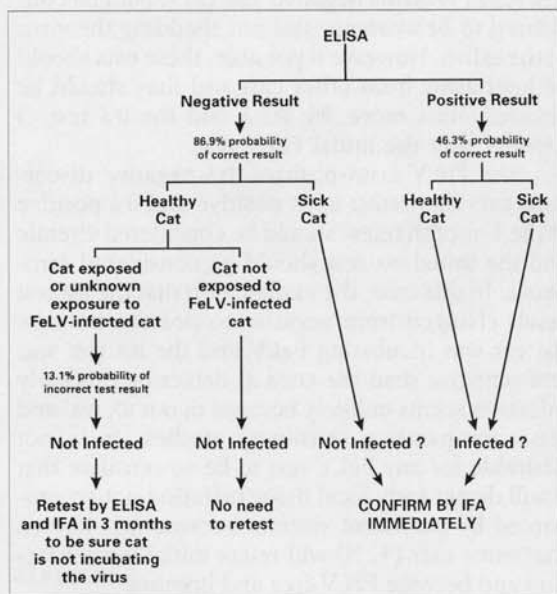 ELISA
Negative Result
Positive Result
86.9% probability
of correct result
46.3% probability
of correct result
Healthy
Cat
Sick
Cat
Healthy
Cat
Sick
Cat
Cat exposed
or unknown
exposure to
FeLV-infected cat
Cat not
exposed to
FeLV-infected
cat
13.1% probability of
incorrect test result
Not Infected
Not Infected
Not Infected ?
Infected ?
Retest by ELISA
and IFA in 3 months
to be sure cat
is not incubating
the virus
No need
to retest
CONFIRM BY IFA
IMMEDIATELY